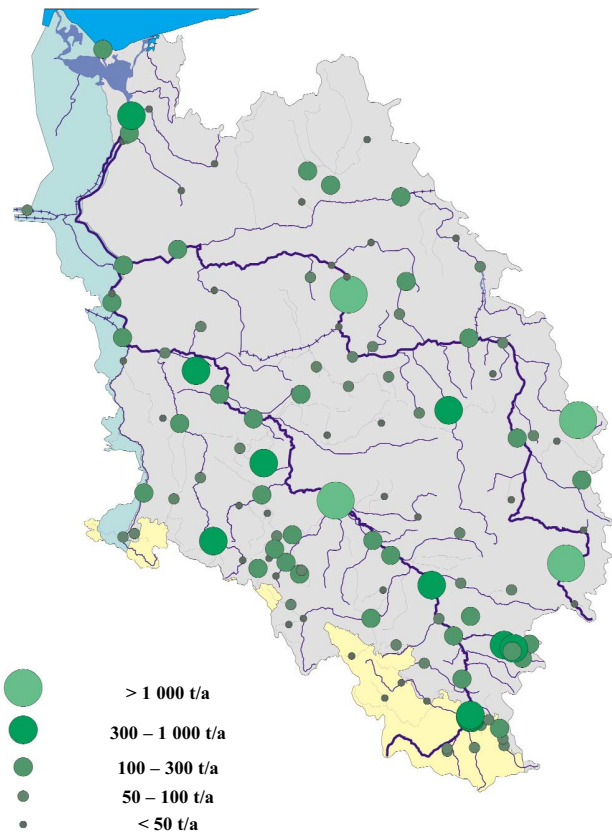 > 1 000 t/a
300 – 1 000 t/a
100 – 300 t/a
50 – 100 t/a
< 50 t/a